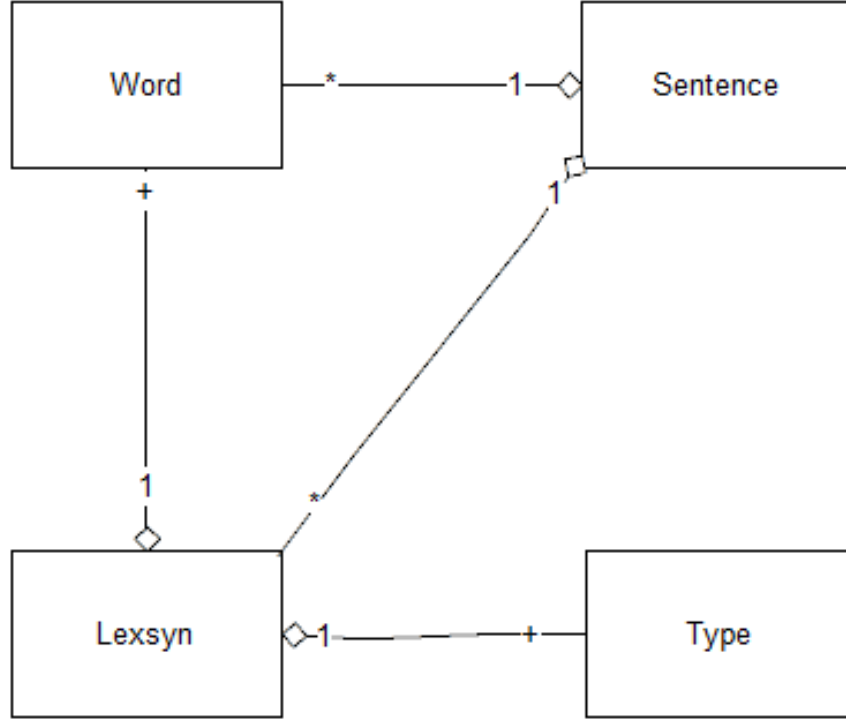 Word
* 1
Sentence
+
1
1
*
Lexsyn
1 +
Type